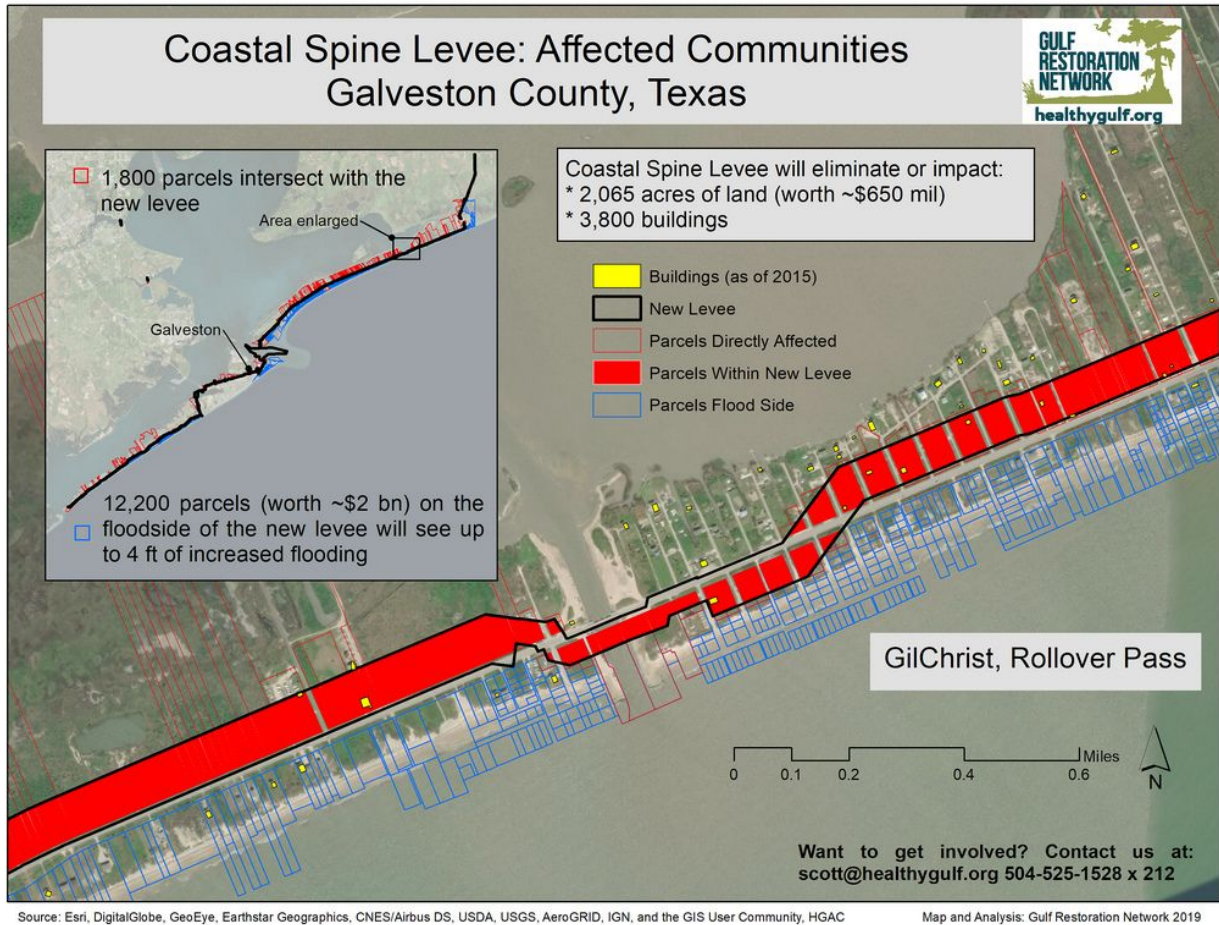 Coastal Spine Levee: Affected Communities
Galveston County, Texas
GULF
RESTORATION
NETWORK
healthygulf.org
1,800 parcels intersect with the
new levee
Area enlarged
Galveston
12,200 parcels (worth ~$2 bn) on the
floodside of the new levee will see up
to 4 ft of increased flooding
Coastal Spine Levee will eliminate or impact:
* 2,065 acres of land (worth ~$650 mil)
* 3,800 buildings
Buildings (as of 2015)
New Levee
Parcels Directly Affected
Parcels Within New Levee
Parcels Flood Side
GilChrist, Rollover Pass
Miles
0 0.1 0.2 0.4 0.6
N
Want to get involved? Contact us at:
scott@healthygulf.org 504-525-1528 x 212
Source: Esri, DigitalGlobe, GeoEye, Earthstar Geographics, CNES/Airbus DS, USDA, USGS, AeroGRID, IGN, and the GIS User Community, HGAC
Map and Analysis: Gulf Restoration Network 2019